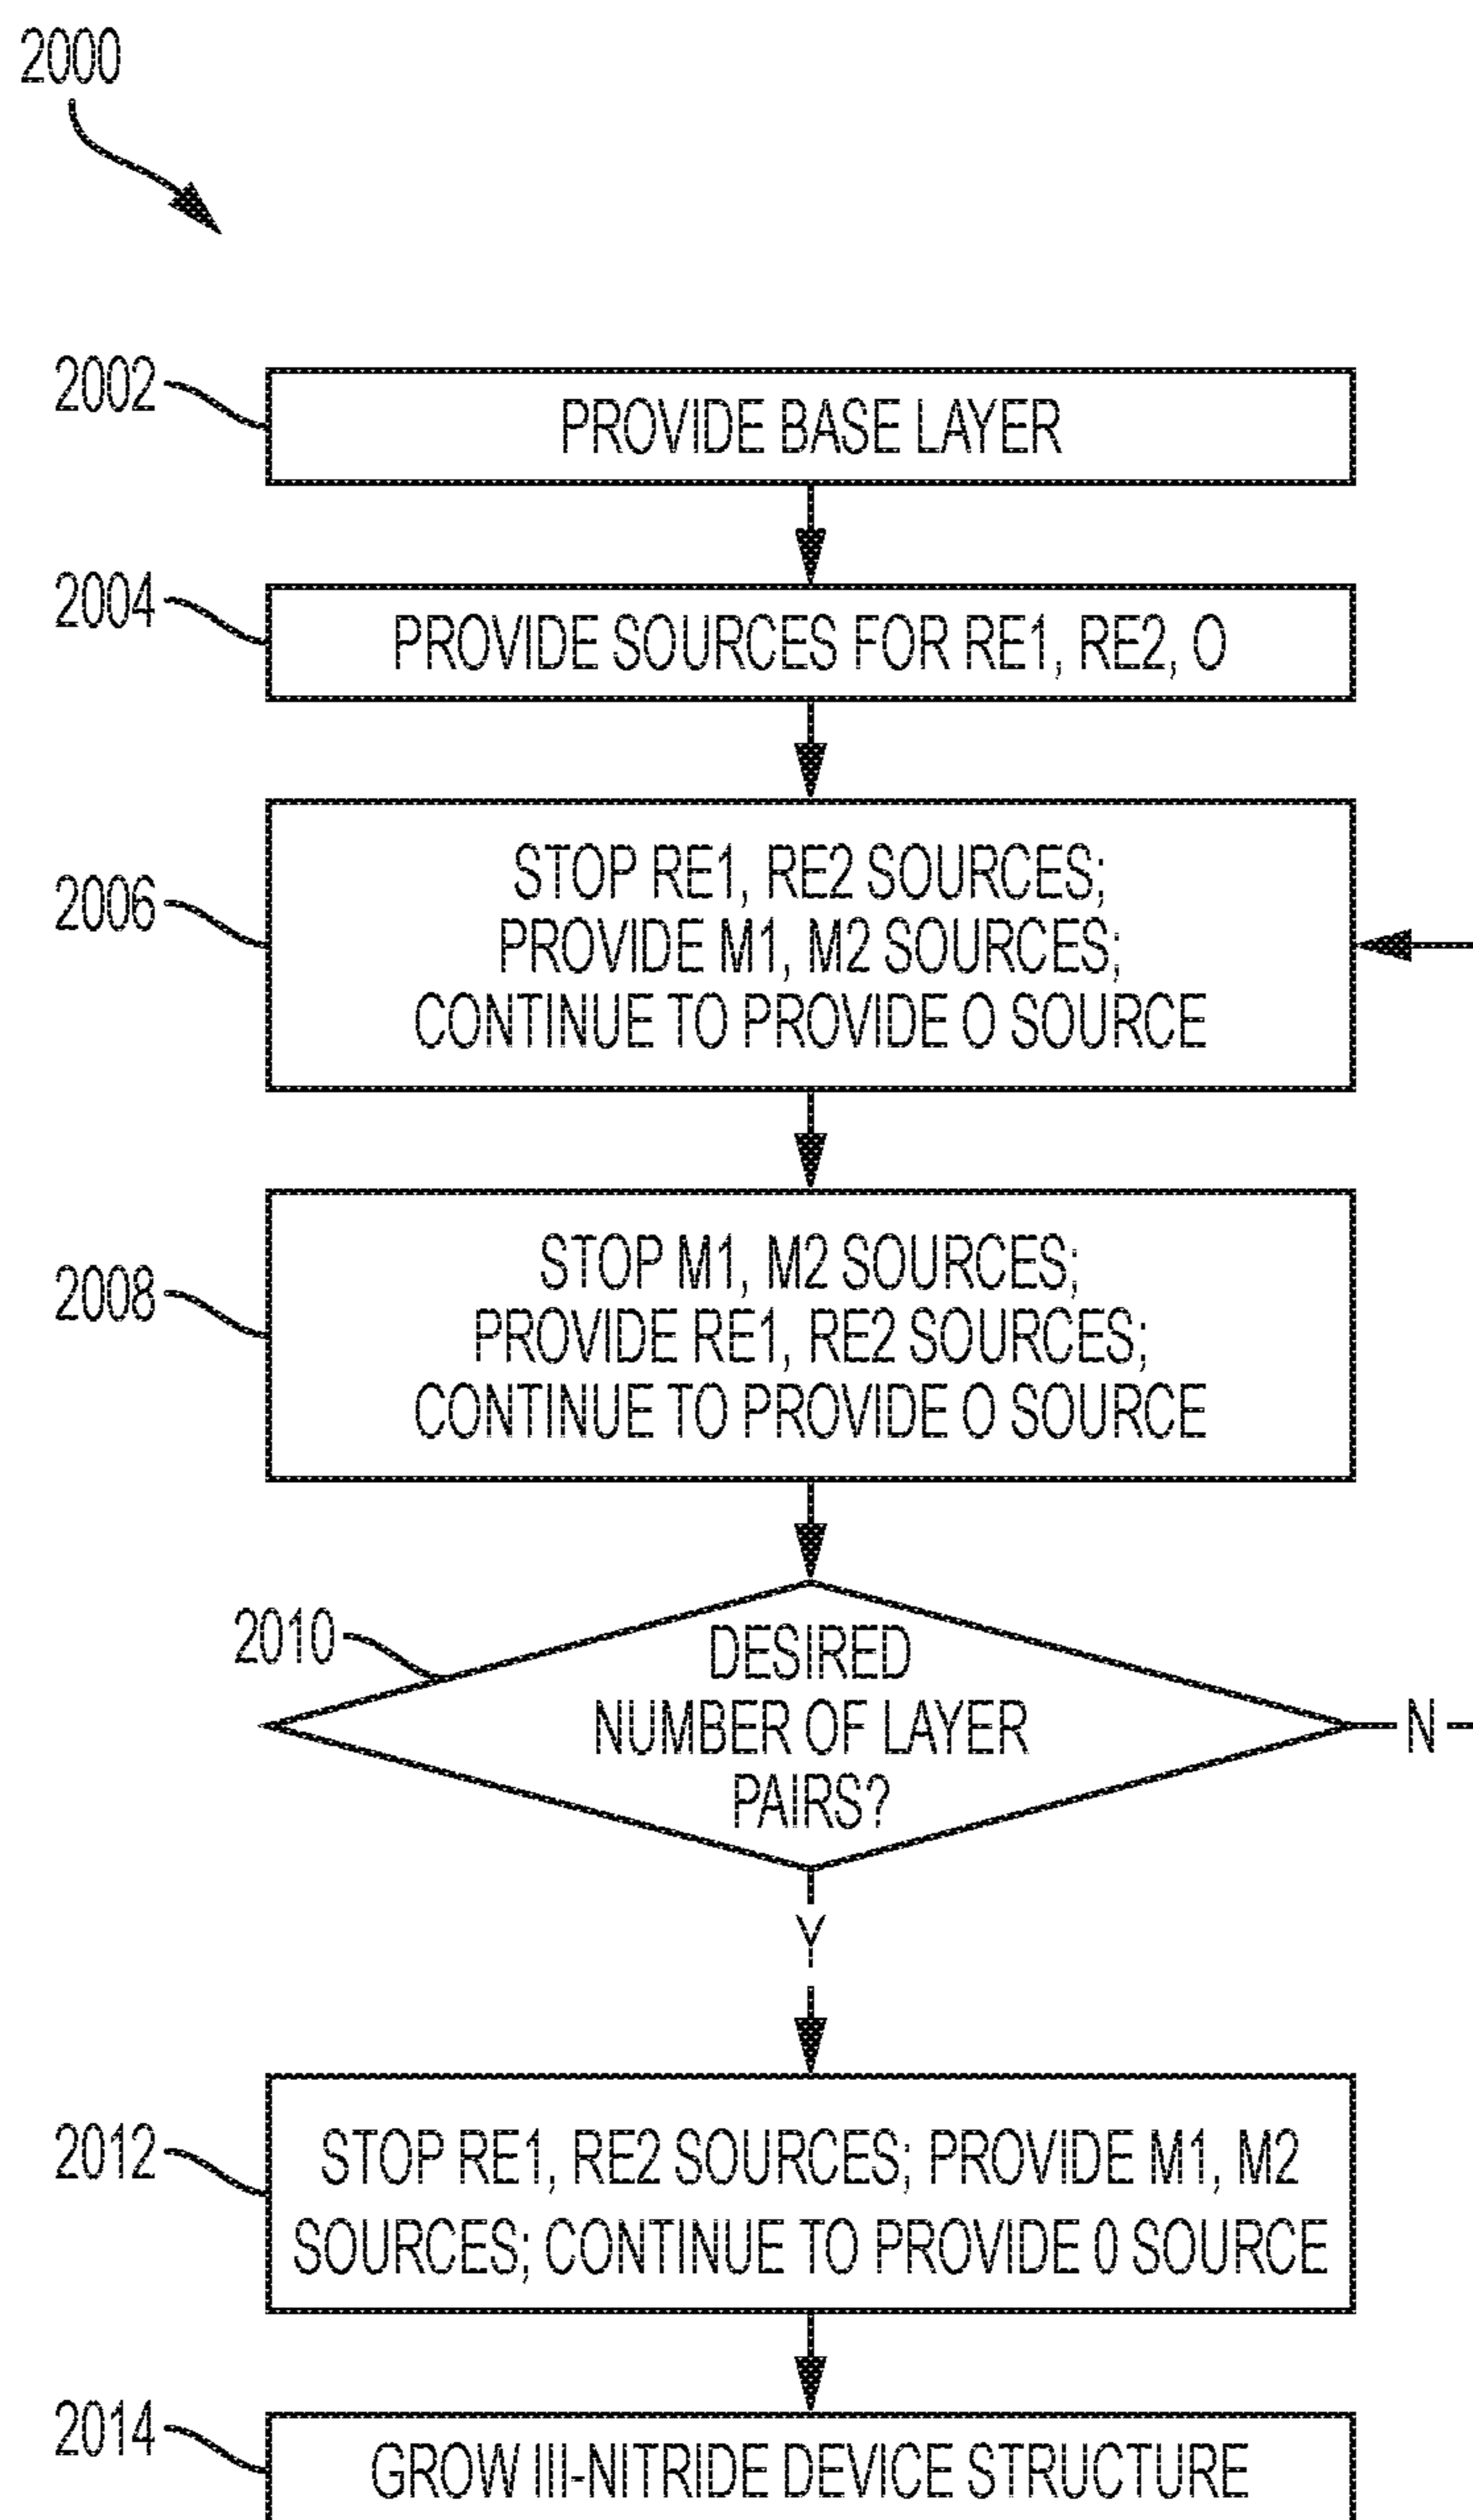 2000
2002
PROVIDE BASE LAYER
2004
PROVIDE SOURCES FOR RE1, RE2, O
2006
STOP RE1, RE2 SOURCES;
PROVIDE M1, M2 SOURCES;
CONTINUE TO PROVIDE O SOURCE
2008
STOP M1, M2 SOURCES;
PROVIDE RE1, RE2 SOURCES;
CONTINUE TO PROVIDE O SOURCE
2010
DESIRED
NUMBER OF LAYER
PAIRS?
N
Y
2012
STOP RE1, RE2 SOURCES; PROVIDE M1, M2
SOURCES; CONTINUE TO PROVIDE 0 SOURCE
2014
GROW III-NITRIDE DEVICE STRUCTURE